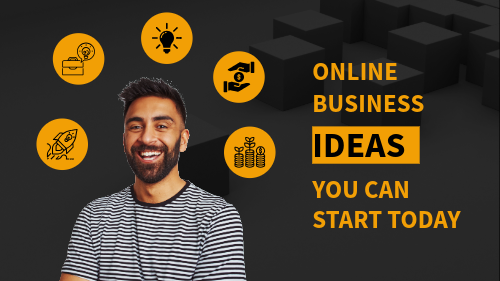 ONLINE
BUSINESS
IDEAS
YOU CAN
START TODAY